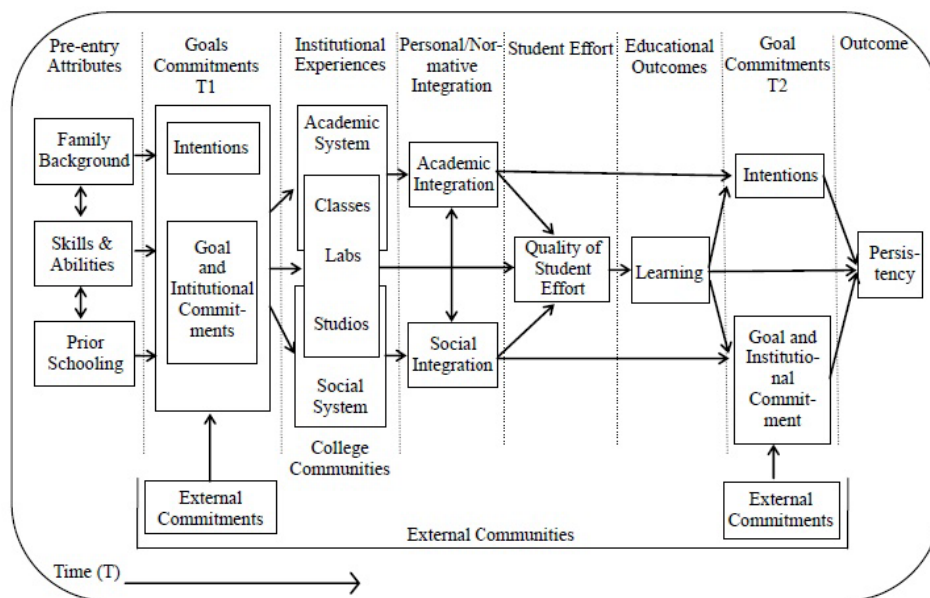 Pre-entry
Attributes
Goals
Commitments
T1
Institutional
Experiences
Personal/Nor-
mative
Integration
Student Effort
Educational
Outcomes
Goal
Commitments
T2
Outcome
Family
Background
Skills &
Abilities
Prior
Schooling
Intentions
Goal
and
Intitutional
Commit-
ments
Academic
System
Classes
Labs
Studios
Social
System
College
Communities
Academic
Integration
Social
Integration
Quality of
Student
Effort
Learning
Intentions
Goal and
Institutio-
nal
Commit-
ment
Persis-
tency
External
Commitments
External
Commitments
External Communities
Time (T)